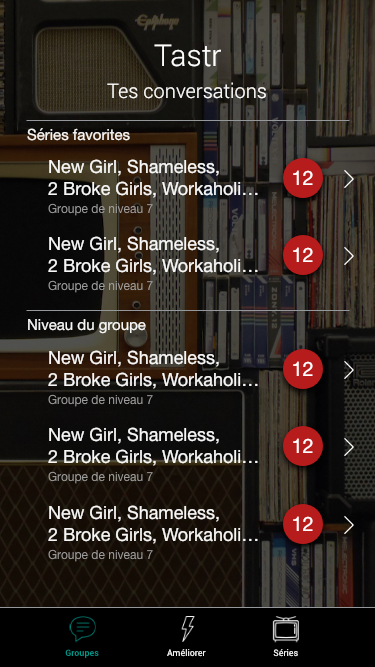 Epiphone
Tastr
Tes conversations
Séries favorites
New Girl, Shameless,
2 Broke Girls, Workaholi…
12
Groupe de niveau 7
New Girl, Shameless,
2 Broke Girls, Workaholi…
12
Groupe de niveau 7
Niveau du groupe
New Girl, Shameless,
2 Broke Girls, Workaholi…
12
Groupe de niveau 7
New Girl, Shameless,
2 Broke Girls, Workaholi…
12
Groupe de niveau 7
New Girl, Shameless,
2 Broke Girls, Workaholi…
12
Groupe de niveau 7
Groupes
Améliorer
Séries